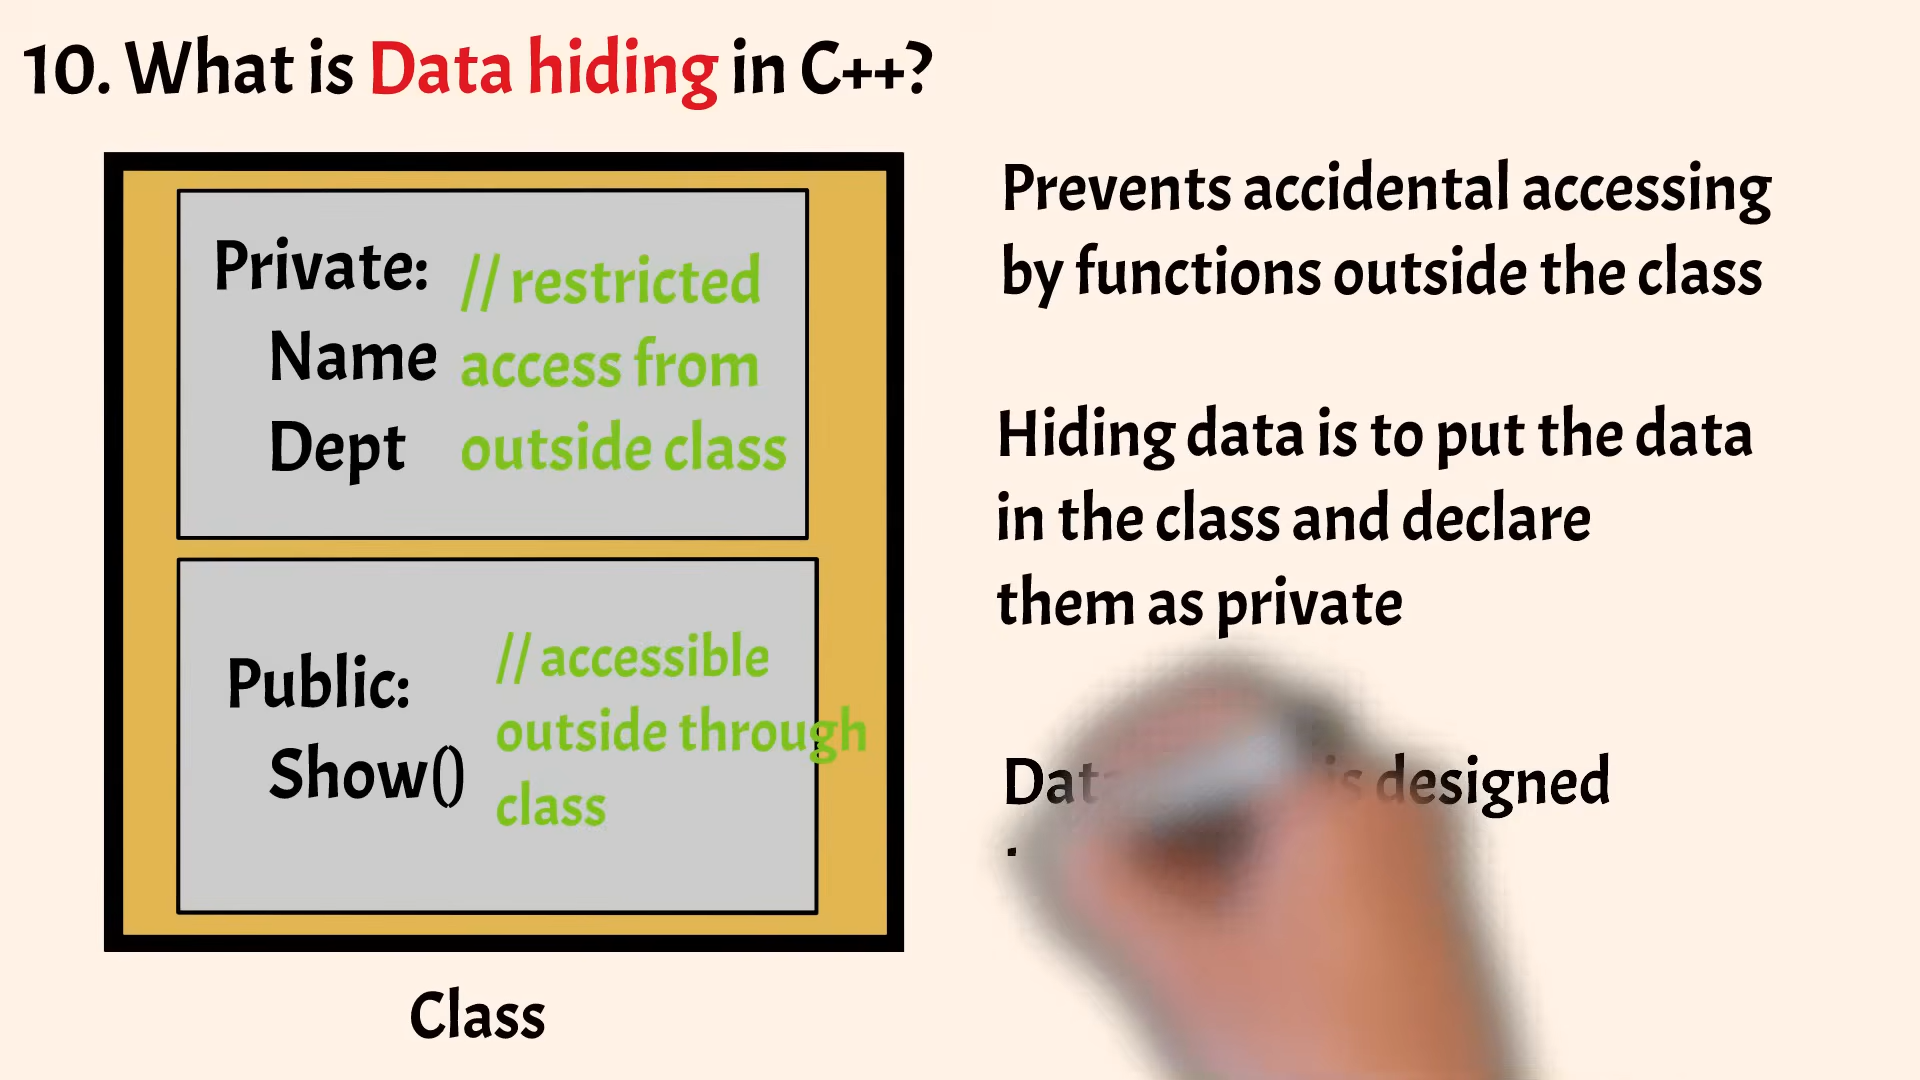 10. What is Data hiding in C++?
Private:
Name
Dept
// restricted
access from
outside class
Public:
Show()
// accessible
outside through
class
Class
Prevents accidental accessing
by functions outside the class
Hiding data is to put the data
in the class and declare
them as private
is designed